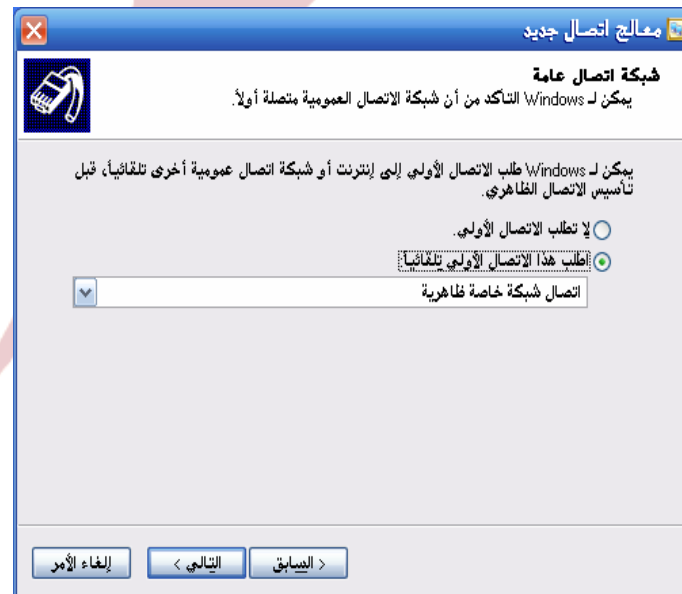 معالج اتصال جديد
شبكة اتصال عامة
يمكن لـ Windows التأكد من أن شبكة الاتصال العمومية متصلة أولاً.
يمكن لـ Windows طلب الاتصال الأولي إلى إنترنت أو شبكة اتصال عمومية أخرى تلقائياً، قبل
تأسيس الاتصال الظاهري.
لا تطلب الاتصال الأولي.
اطلب هذا الاتصال الأولي تلقائياً:
اتصال شبكة خاصة ظاهرية
< السابق
التالي >
إلغاء الأمر